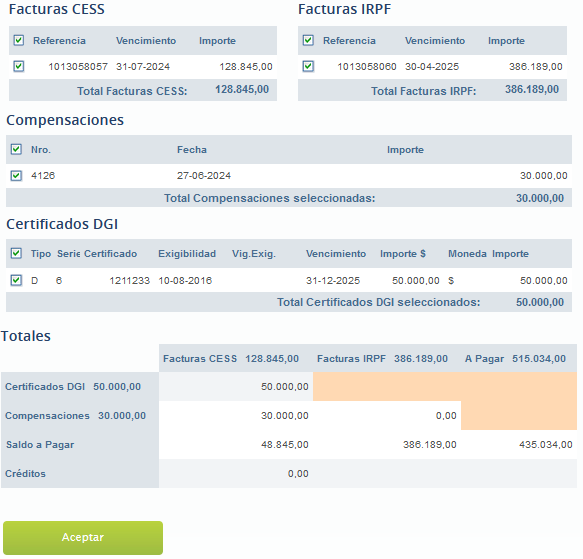 Facturas CESS Facturas IRPF
Referencia Vencimiento Importe Referencia Vencimiento Importe
1013058057 31-07-2024 128.845,00 1013058060 30-04-2025 386.189,00
Total Facturas CESS: 128.845,00 Total Facturas IRPF: 386.189,00
Compensaciones
Nro. Fecha Importe
4126 27-06-2024 30.000,00
Total Compensaciones seleccionadas: 30.000,00
Certificados DGI
Tipo Serie Certificado Exigibilidad Vig.Exig. Vencimiento Importe $ Moneda Importe
D 6 1211233 10-08-2016 31-12-2025 50.000,00 $ 50.000,00
Total Certificados DGI seleccionados: 50.000,00
Totales
Facturas CESS 128.845,00 Facturas IRPF 386.189,00 A Pagar 515.034,00
Certificados DGI 50.000,00 50.000,00
Compensaciones 30.000,00 30.000,00 0,00
Saldo a Pagar 48.845,00 386.189,00 435.034,00
Créditos 0,00
Aceptar